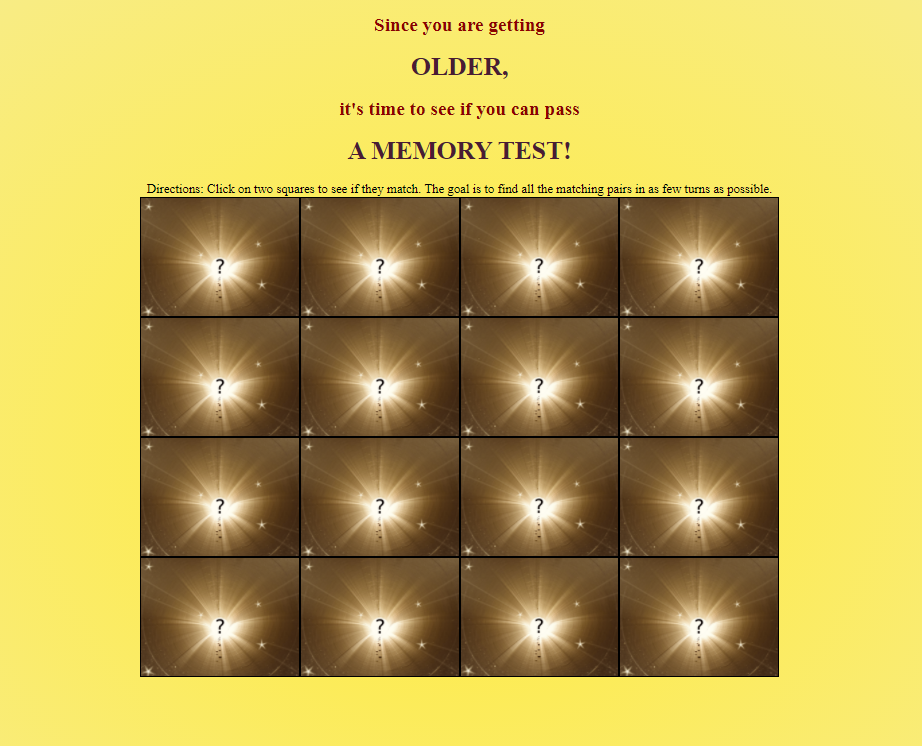 Since you are getting
OLDER,
it's time to see if you can pass
A MEMORY TEST!
Directions: Click on two squares to see if they match. The goal is to find all the matching pairs in as few turns as possible.
? ? ? ?
? ? ? ?
? ? ? ?
? ? ? ?